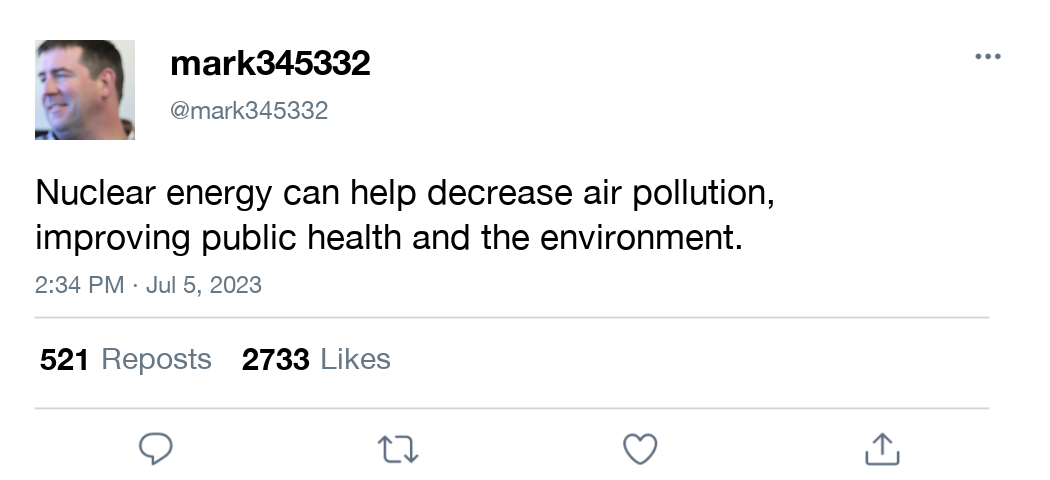 mark345332
@mark345332
Nuclear energy can help decrease air pollution,
improving public health and the environment.
2:34 PM · Jul 5, 2023
521 Reposts 2733 Likes